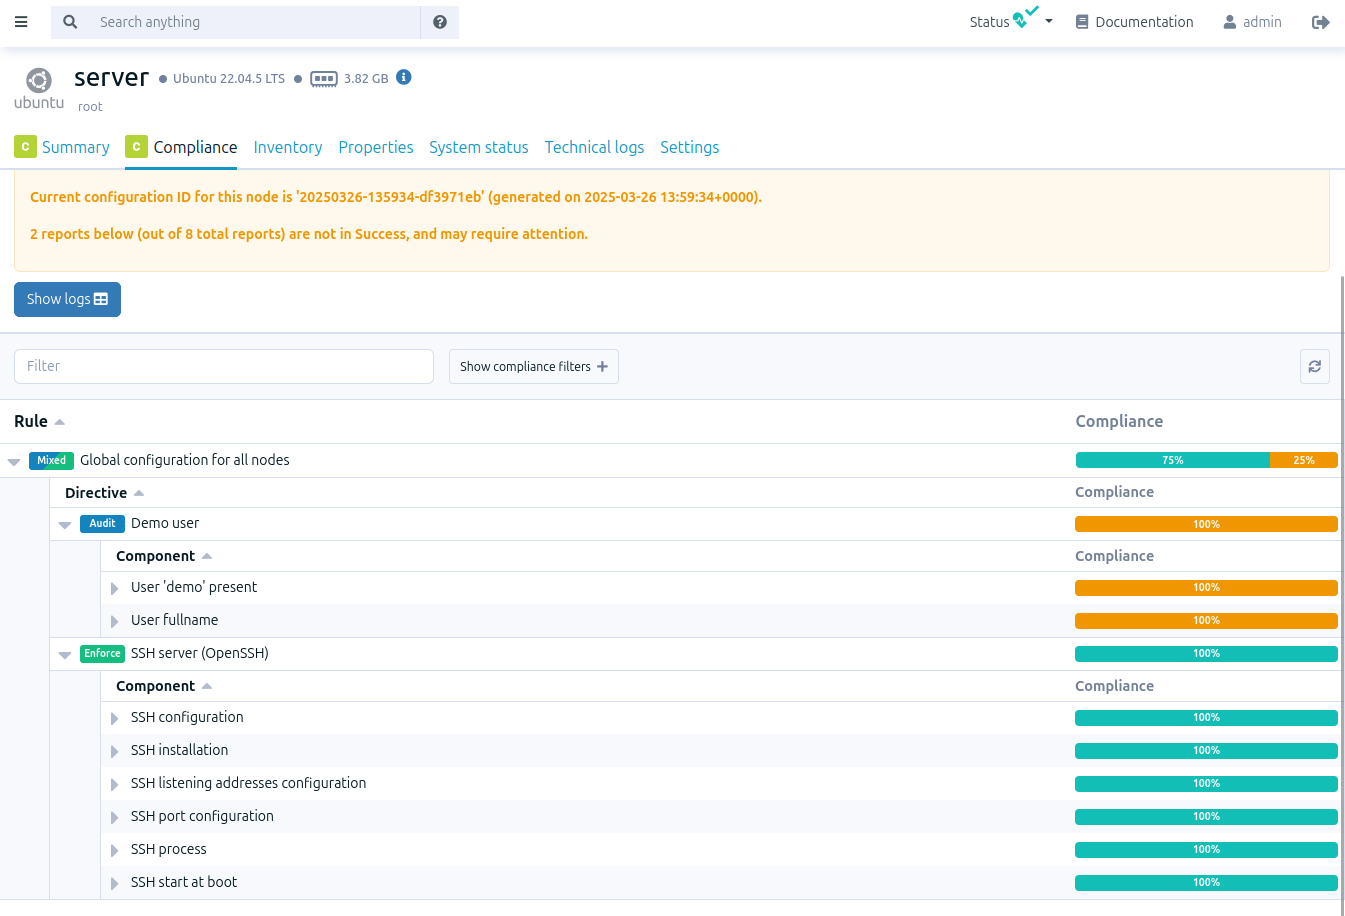 Search anything
Status
Documentation
admin
ubuntu
server
Ubuntu 22.04.5 LTS
3.82 GB
root
C Summary
C Compliance
Inventory
Properties
System status
Technical logs
Settings
Current configuration ID for this node is '20250326-135934-df3971eb' (generated on 2025-03-26 13:59:34+0000).
2 reports below (out of 8 total reports) are not in Success, and may require attention.
Show logs
Filter
Show compliance filters
Rule Compliance
Mixed Global configuration for all nodes 75% 25%
Directive Compliance
Audit Demo user 100%
Component Compliance
User 'demo' present 100%
User fullname 100%
Enforce SSH server (OpenSSH) 100%
Component Compliance
SSH configuration 100%
SSH installation 100%
SSH listening addresses configuration 100%
SSH port configuration 100%
SSH process 100%
SSH start at boot 100%